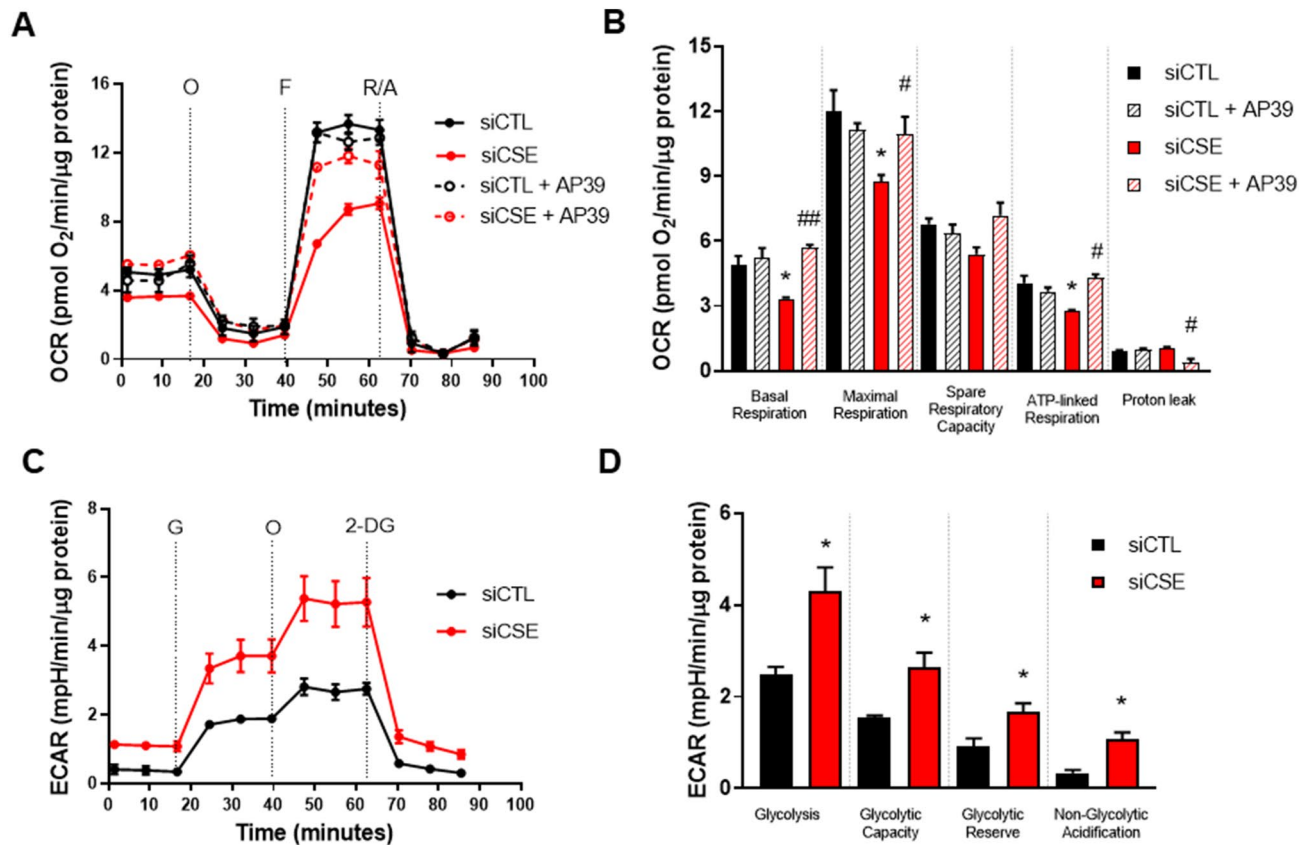 A
OCR (pmol O₂/min/µg protein)
16
12
8
4
0
O
F
R/A
siCTL
siCSE
siCTL + AP39
siCSE + AP39
0 10 20 30 40 50 60 70 80 90 100
Time (minutes)
B
OCR (pmol O₂/min/µg protein)
15
12
9
6
3
0
* ##
* #
* #
#
siCTL
siCTL + AP39
siCSE
siCSE + AP39
Basal
Respiration
Maximal
Respiration
Spare
Respiratory
Capacity
ATP-linked
Respiration
Proton leak
C
ECAR (mpH/min/µg protein)
8
6
4
2
0
G
O
2-DG
siCTL
siCSE
0 10 20 30 40 50 60 70 80 90 100
Time (minutes)
D
ECAR (mpH/min/µg protein)
6
4
2
0
*
*
*
*
siCTL
siCSE
Glycolysis
Glycolytic
Capacity
Glycolytic
Reserve
Non-Glycolytic
Acidification